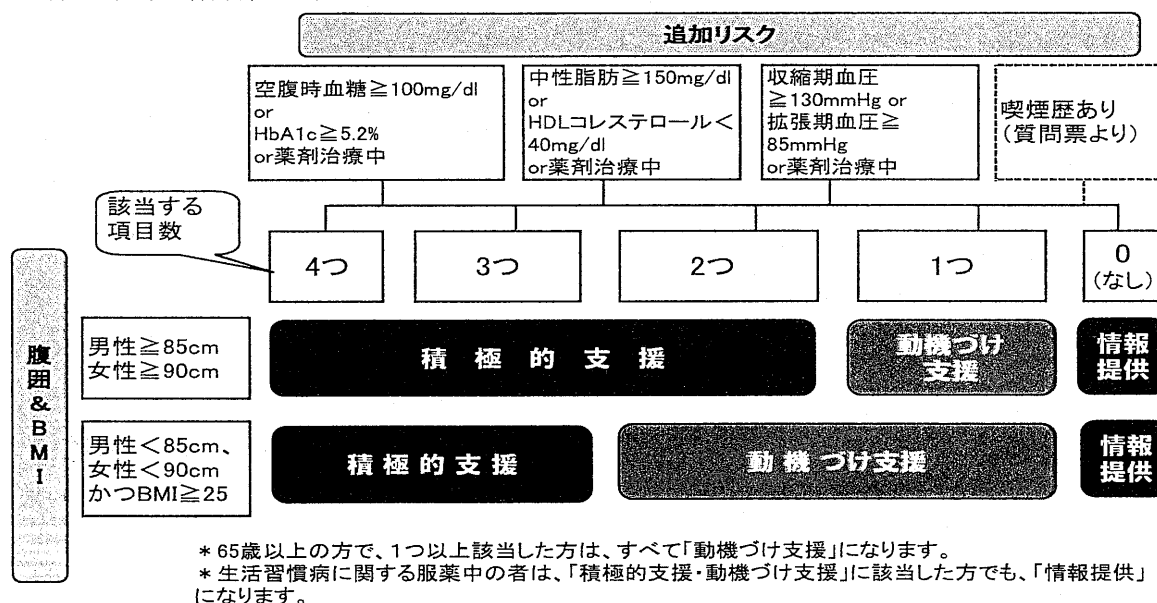 追加リスク
空腹時血糖≧100mg/dl
or
HbA1c≧5.2%
or薬剤治療中
中性脂肪≧150mg/dl
or
HDLコレステロール<
40mg/dl
or薬剤治療中
収縮期血圧
≧130mmHg or
拡張期血圧≧
85mmHg
or薬剤治療中
喫煙歴あり
(質問票より)
該当する
項目数
4つ
3つ
2つ
1つ
0
(なし)
腹囲&BMI
男性≧85cm
女性≧90cm
積極的支援
動機づけ
支援
情報
提供
男性<85cm、
女性<90cm
かつBMI≧25
積極的支援
動機づけ支援
情報
提供
*65歳以上の方で、1つ以上該当した方は、すべて「動機づけ支援」になります。
*生活習慣病に関する服薬中の者は、「積極的支援・動機づけ支援」に該当した方でも、「情報提供」
になります。